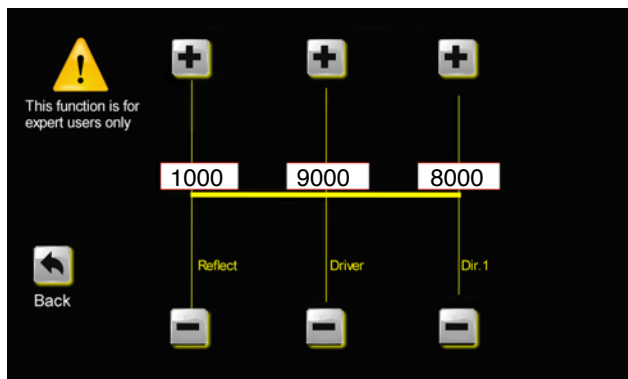 This function is for
expert users only
1000 9000 8000
Reflect Driver Dir.1
Back